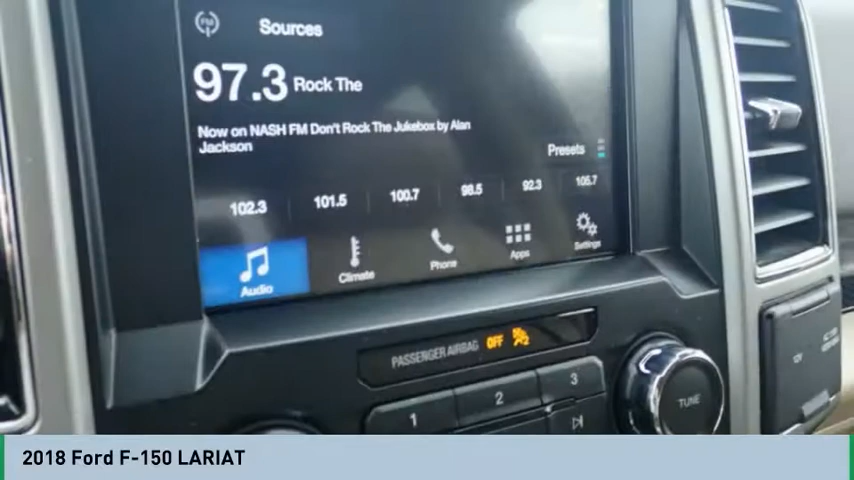 FM
Sources
97.3 Rock The
Now on NASH FM Don't Rock The Jukebox by Alan
Jackson
Presets
102.3 101.5 100.7 98.5 92.3 105.7
Audio Climate Phone Apps Settings
PASSENGER AIRBAG OFF
1 2 3
TUNE
12V
2018 Ford F-150 LARIAT